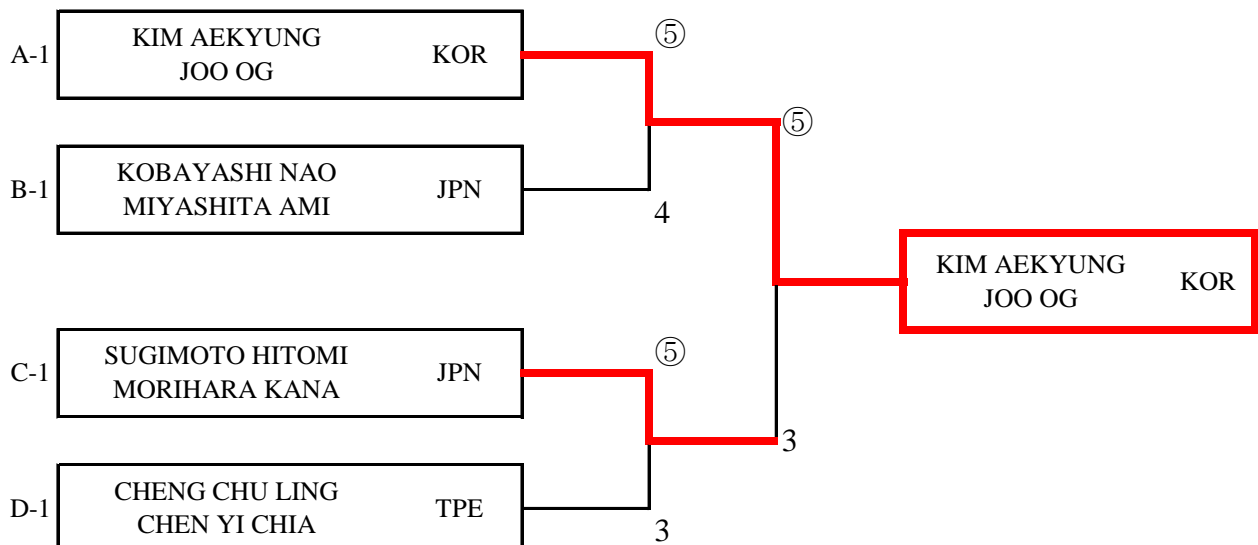 A-1
KIM AEKYUNG
JOO OG
KOR
⑤
B-1
KOBAYASHI NAO
MIYASHITA AMI
JPN
4
⑤
KIM AEKYUNG
JOO OG
KOR
C-1
SUGIMOTO HITOMI
MORIHARA KANA
JPN
⑤
3
D-1
CHENG CHU LING
CHEN YI CHIA
TPE
3